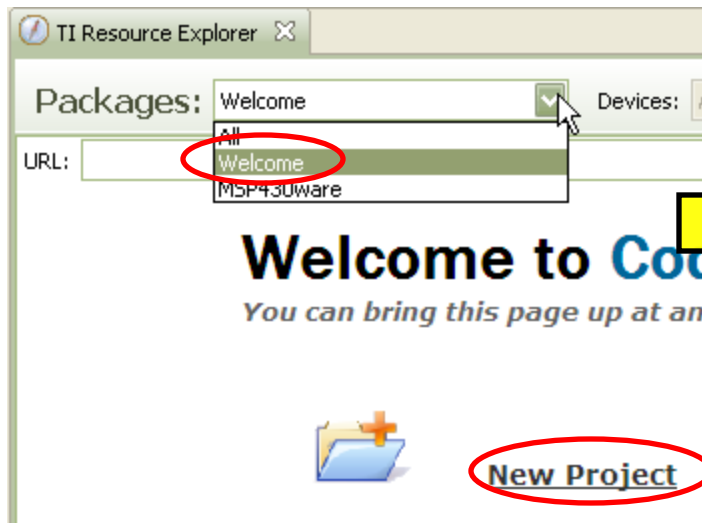 TI Resource Explorer
Packages: Welcome Devices:
All
URL: Welcome
MSP430ware
Welcome to
You can bring this page up at
New Project